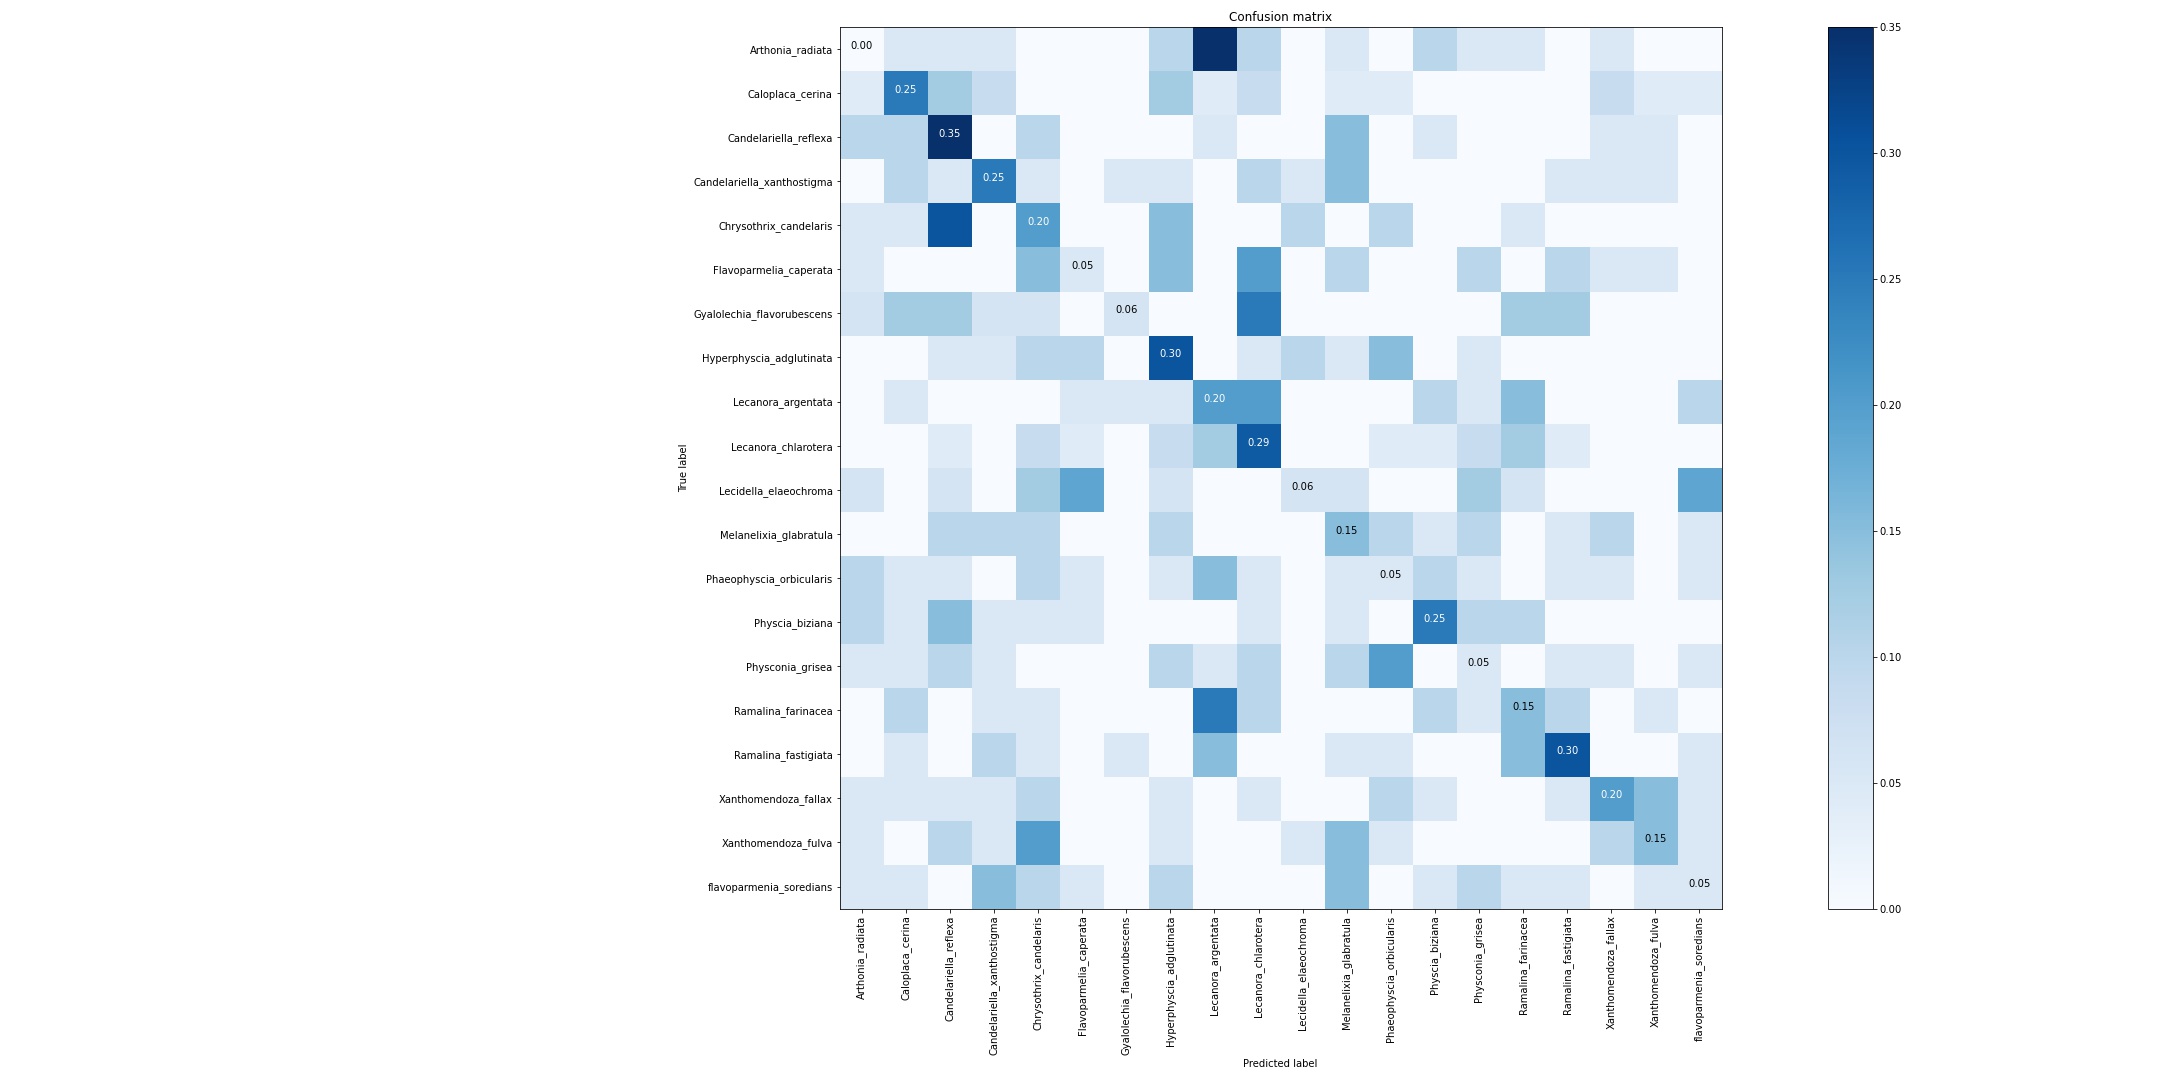 Confusion matrix
Arthonia_radiata
Caloplaca_cerina
Candelariella_reflexa
Candelariella_xanthostigma
Chrysothrix_candelaris
Flavoparmelia_caperata
Gyalolechia_flavorubescens
Hyperphyscia_adglutinata
Lecanora_argentata
Lecanora_chlarotera
Lecidella_elaeochroma
Melanelixia_glabratula
Phaeophyscia_orbicularis
Physcia_biziana
Physconia_grisea
Ramalina_farinacea
Ramalina_fastigiata
Xanthomendoza_fallax
Xanthomendoza_fulva
flavoparmenia_soredians
True label
0.00
0.25
0.35
0.25
0.20
0.05
0.06
0.30
0.20
0.29
0.06
0.15
0.05
0.25
0.05
0.15
0.30
0.20
0.15
0.05
Arthonia_radiata
Caloplaca_cerina
Candelariella_reflexa
Candelariella_xanthostigma
Chrysothrix_candelaris
Flavoparmelia_caperata
Gyalolechia_flavorubescens
Hyperphyscia_adglutinata
Lecanora_argentata
Lecanora_chlarotera
Lecidella_elaeochroma
Melanelixia_glabratula
Phaeophyscia_orbicularis
Physcia_biziana
Physconia_grisea
Ramalina_farinacea
Ramalina_fastigiata
Xanthomendoza_fallax
Xanthomendoza_fulva
flavoparmenia_soredians
Predicted label
0.35
0.30
0.25
0.20
0.15
0.10
0.05
0.00